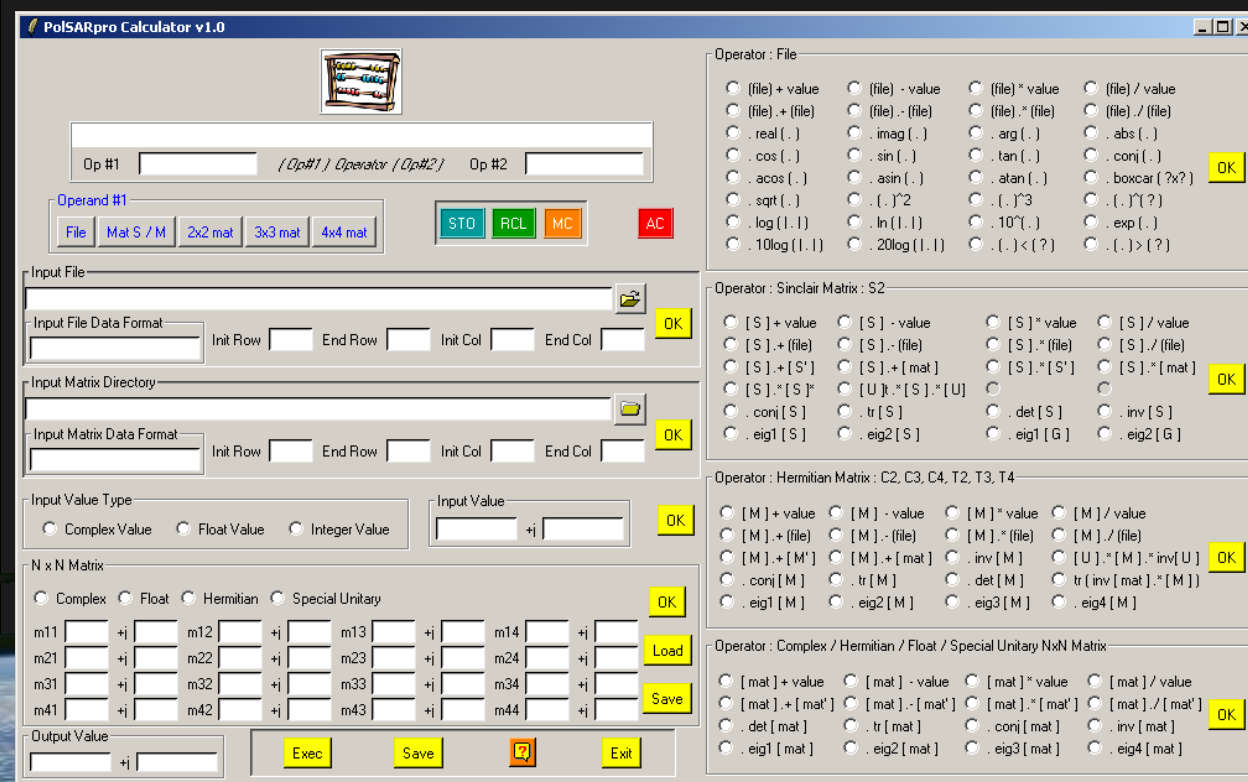 PolSARpro Calculator v1.0
Op #1 ( Op#1 ) Operator ( Op#2 ) Op #2
Operand #1
File Mat S / M 2x2 mat 3x3 mat 4x4 mat
STO RCL MC AC
Input File
OK
Input File Data Format
Init Row End Row Init Col End Col
Input Matrix Directory
OK
Input Matrix Data Format
Init Row End Row Init Col End Col
Input Value Type
Complex Value Float Value Integer Value
Input Value
+j
OK
N x N Matrix
Complex Float Hermitian Special Unitary
OK
m11 +j m12 +j m13 +j m14 +j
m21 +j m22 +j m23 +j m24 +j
Load
m31 +j m32 +j m33 +j m34 +j
m41 +j m42 +j m43 +j m44 +j
Save
Output Value
+j
Exec Save ? Exit
Operator : File
(file) + value (file) - value (file) * value (file) / value
(file) .+ (file) (file) .- (file) (file) .* (file) (file) ./ (file)
. real ( . ) . imag ( . ) . arg ( . ) . abs ( . )
. cos ( . ) . sin ( . ) . tan ( . ) . conj ( . )
. acos ( . ) . asin ( . ) . atan ( . ) . boxcar ( ?x? )
. sqrt ( . ) . ( . )^2 . ( . )^3 . ( . )^( ? )
. log ( | . | ) . ln ( | . | ) . 10^( . ) . exp ( . )
. 10log ( | . | ) . 20log ( | . | ) . ( . ) < ( ? ) . ( . ) > ( ? )
OK
Operator : Sinclair Matrix : S2
[ S ] + value [ S ] - value [ S ] * value [ S ] / value
[ S ] .+ (file) [ S ] .- (file) [ S ] .* (file) [ S ] ./ (file)
[ S ] .+ [ S' ] [ S ] .+ [ mat ] [ S ] .* [ S' ] [ S ] .* [ mat ]
[ S ] .* [ S ]* [ U ]t .* [ S ] .* [ U ]
. conj [ S ] . tr [ S ] . det [ S ] . inv [ S ]
. eig1 [ S ] . eig2 [ S ] . eig1 [ G ] . eig2 [ G ]
OK
Operator : Hermitian Matrix : C2, C3, C4, T2, T3, T4
[ M ] + value [ M ] - value [ M ] * value [ M ] / value
[ M ] .+ (file) [ M ] .- (file) [ M ] .* (file) [ M ] ./ (file)
[ M ] .+ [ M' ] [ M ] .+ [ mat ] . inv [ M ] [ U ] .* [ M ] .* inv[ U ]
. conj [ M ] . tr [ M ] . det [ M ] tr ( inv [ mat ] .* [ M ] )
. eig1 [ M ] . eig2 [ M ] . eig3 [ M ] . eig4 [ M ]
OK
Operator : Complex / Hermitian / Float / Special Unitary NxN Matrix
[ mat ] + value [ mat ] - value [ mat ] * value [ mat ] / value
[ mat ] .+ [ mat' ] [ mat ] .- [ mat' ] [ mat ] .* [ mat' ] [ mat ] ./ [ mat' ]
. det [ mat ] . tr [ mat ] . conj [ mat ] . inv [ mat ]
. eig1 [ mat ] . eig2 [ mat ] . eig3 [ mat ] . eig4 [ mat ]
OK